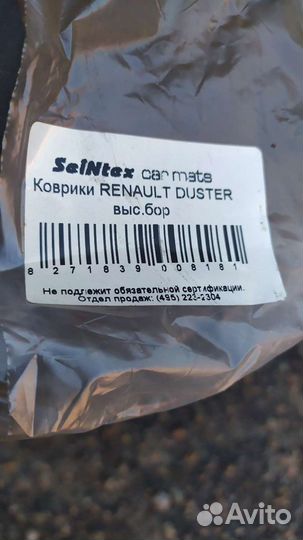 SeiNtex car mats
Коврики RENAULT DUSTER
выс.бор
8 271839 008181
Не подлежит обязательной сертификации.
Отдел продаж: (495) 223-2304
Avito